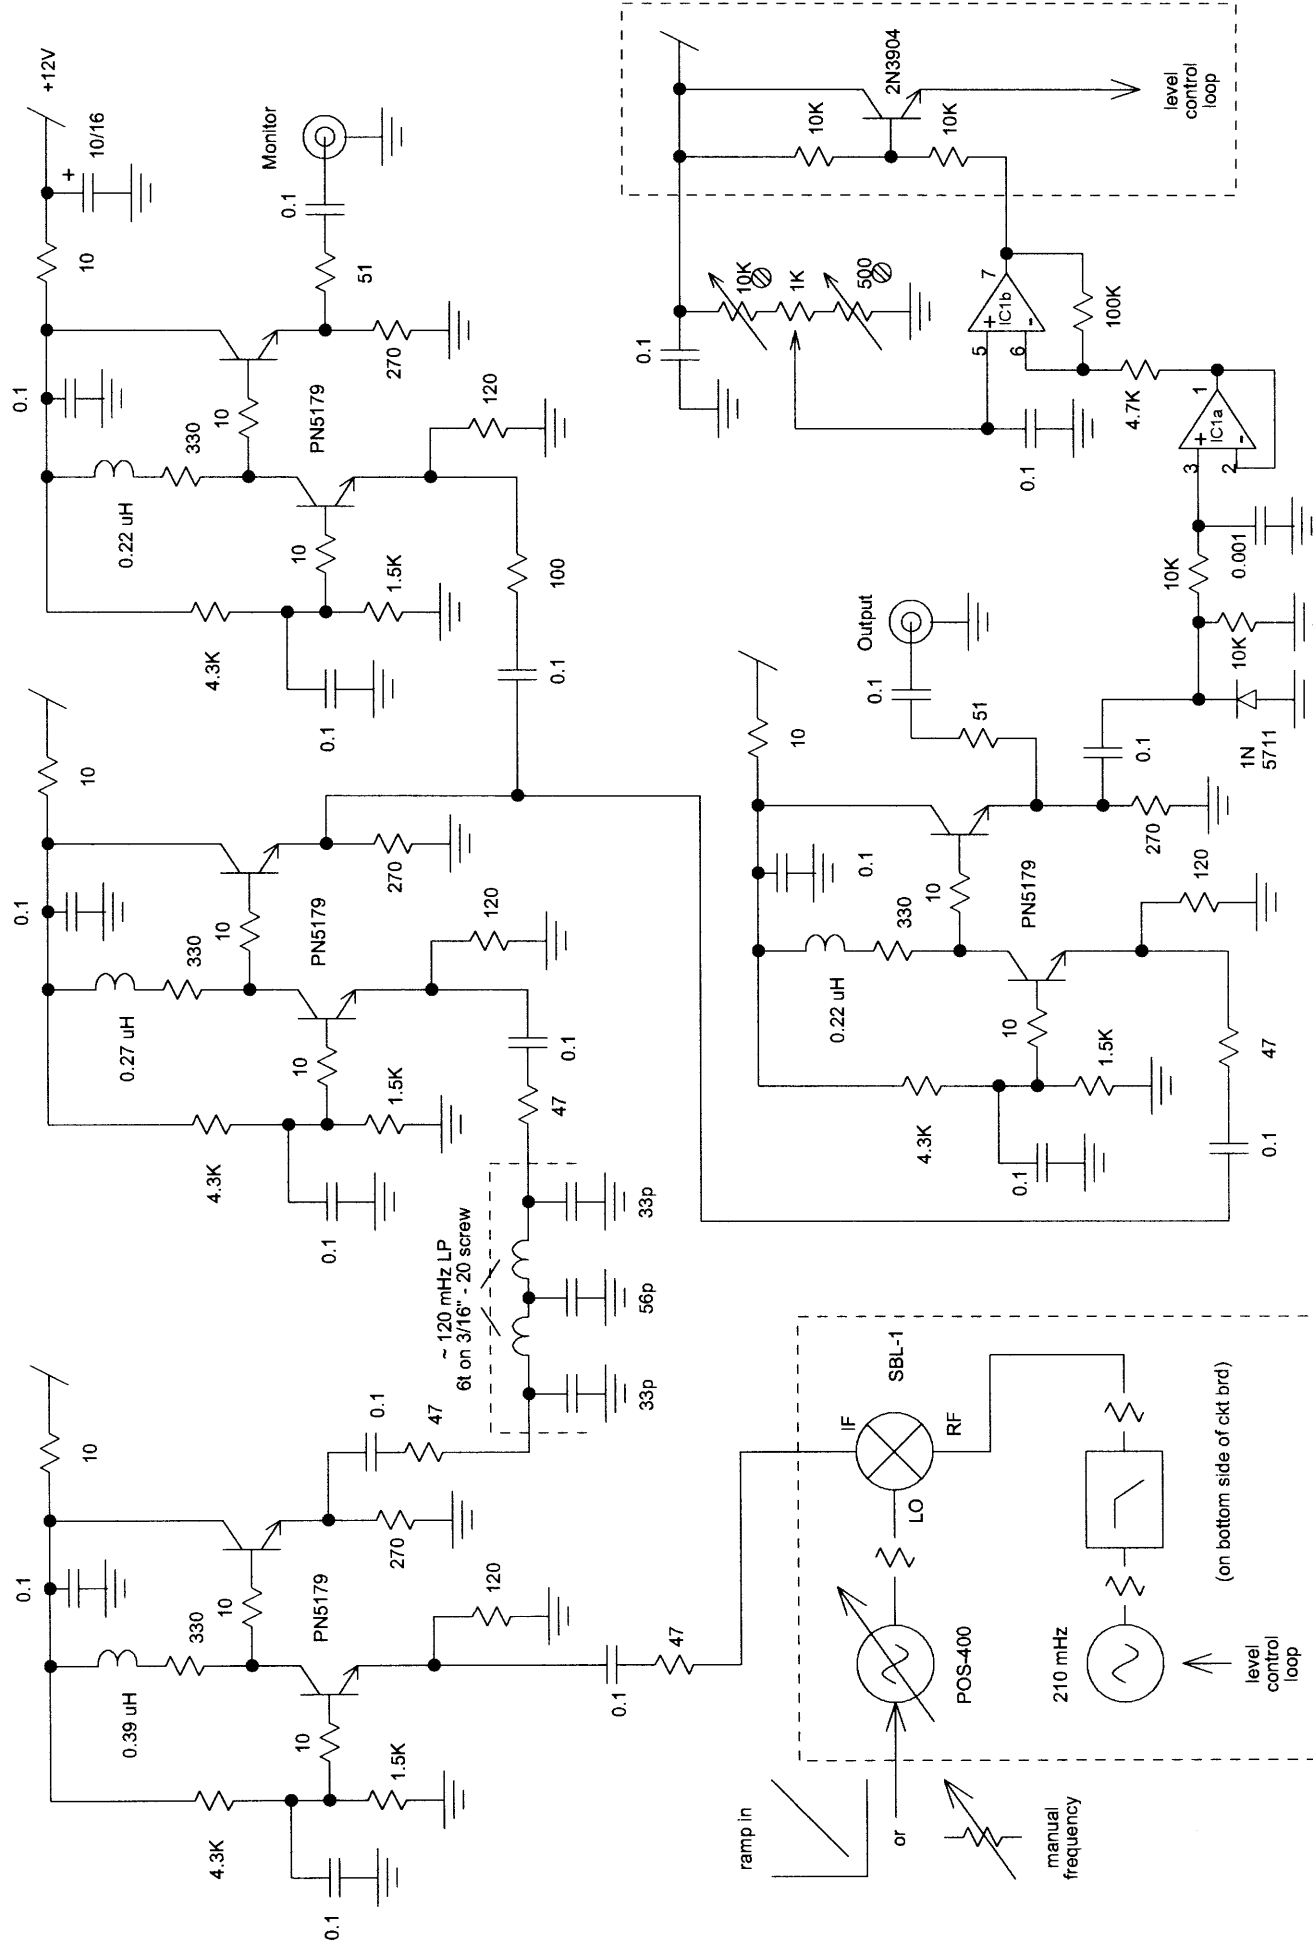 0.1
10
0.39 uH
330
10
PN5179
4.3K
10
1.5K
0.1
270
120
0.1
47
0.1
47
~ 120 mHz LP
6t on 3/16" - 20 screw
33p
56p
33p
0.1
10
0.27 uH
330
10
PN5179
4.3K
10
1.5K
0.1
270
120
0.1
47
+12V
+
10/16
10
0.1
0.22 uH
330
10
PN5179
4.3K
10
1.5K
0.1
270
120
51
0.1
Monitor
100
0.1
ramp in
or
manual
frequency
POS-400
LO
IF
RF
SBL-1
210 mHz
level
control
loop
(on bottom side of ckt brd)
10
0.1
0.22 uH
330
10
PN5179
4.3K
10
1.5K
0.1
270
120
47
0.1
51
0.1
Output
0.1
1N
5711
10K
10K
0.001
3
2
1
+
-
IC1a
4.7K
100K
5
6
7
+
-
IC1b
0.1
0.1
10K
1K
500
10K
10K
2N3904
level
control
loop